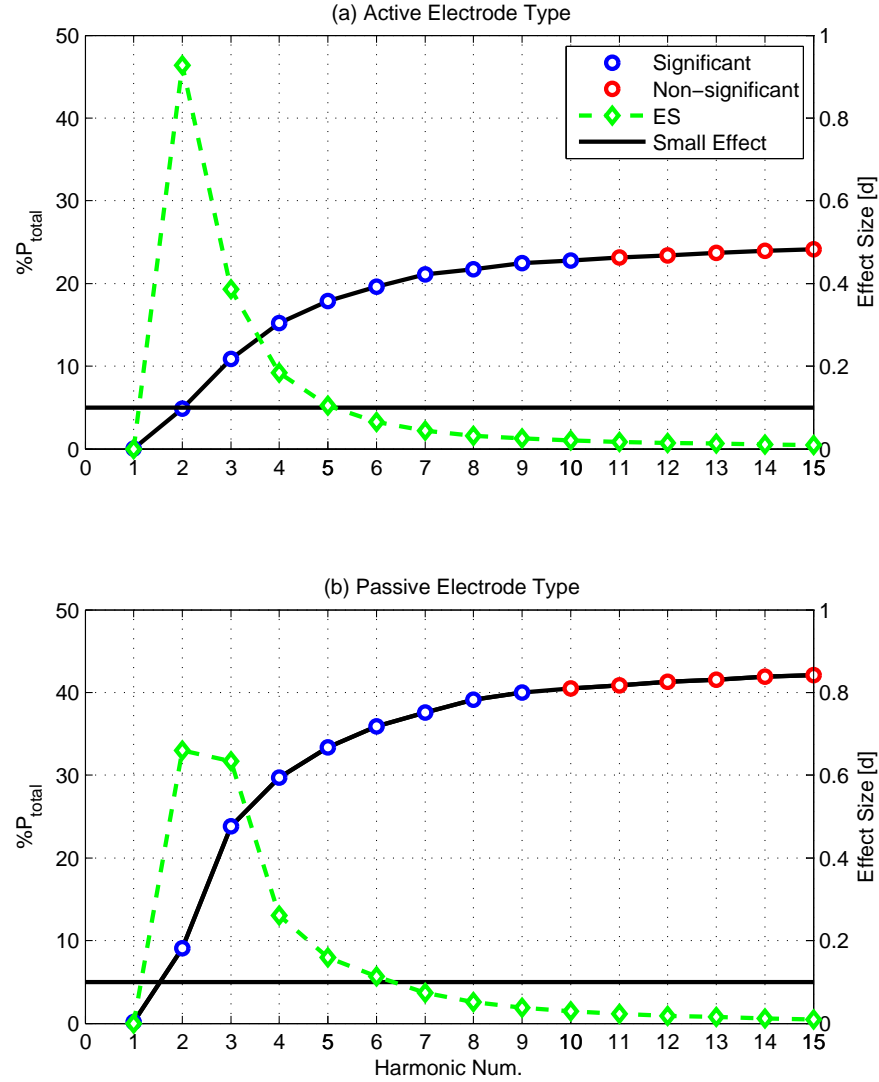 (a) Active Electrode Type
50
40
30
20
10
0
%P_total
1
0.8
0.6
0.4
0.2
0
Effect Size [d]
Significant
Non−significant
ES
Small Effect
0 1 2 3 4 5 6 7 8 9 10 11 12 13 14 15
(b) Passive Electrode Type
50
40
30
20
10
0
%P_total
1
0.8
0.6
0.4
0.2
0
Effect Size [d]
0 1 2 3 4 5 6 7 8 9 10 11 12 13 14 15
Harmonic Num.